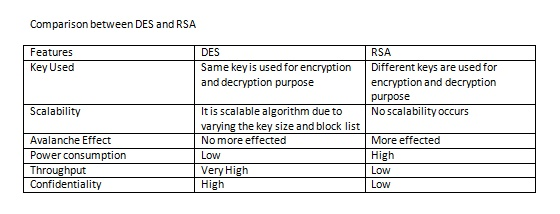 Comparison between DES and RSA
Features DES RSA
Key Used Same key is used for encryption Different keys are used for
and decryption purpose encryption and decryption
purpose
Scalability It is scalable algorithm due to No scalability occurs
varying the key size and block list
Avalanche Effect No more effected More effected
Power consumption Low High
Throughput Very High Low
Confidentiality High Low